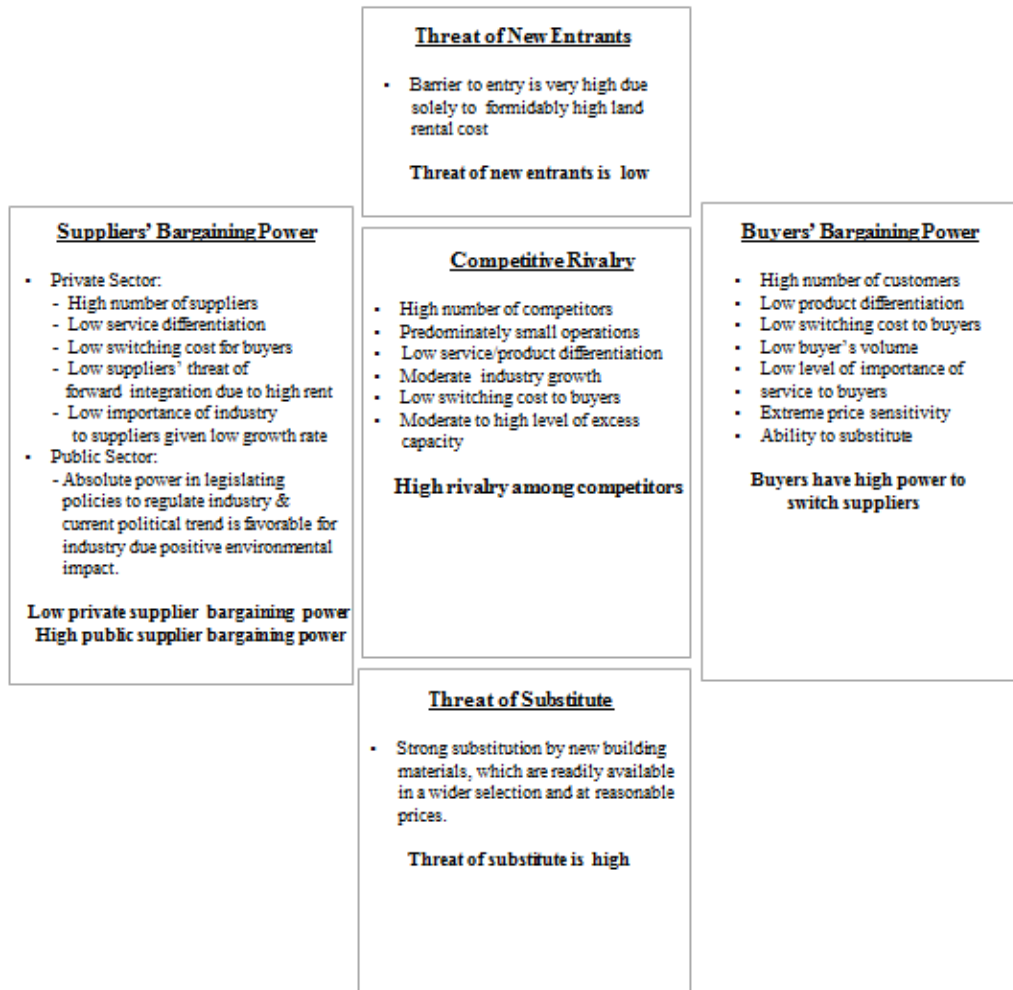 Threat of New Entrants
▪ Barrier to entry is very high due
solely to formidably high land
rental cost
Threat of new entrants is low
Suppliers' Bargaining Power
▪ Private Sector:
- High number of suppliers
- Low service differentiation
- Low switching cost for buyers
- Low suppliers' threat of
forward integration due to high rent
- Low importance of industry
to suppliers given low growth rate
▪ Public Sector:
- Absolute power in legislating
policies to regulate industry &
current political trend is favorable for
industry due positive environmental
impact.
Low private supplier bargaining power
High public supplier bargaining power
Competitive Rivalry
▪ High number of competitors
▪ Predominately small operations
▪ Low service/product differentiation
▪ Moderate industry growth
▪ Low switching cost to buyers
▪ Moderate to high level of excess
capacity
High rivalry among competitors
Buyers' Bargaining Power
▪ High number of customers
▪ Low product differentiation
▪ Low switching cost to buyers
▪ Low buyer's volume
▪ Low level of importance of
▪ service to buyers
▪ Extreme price sensitivity
▪ Ability to substitute
Buyers have high power to
switch suppliers
Threat of Substitute
▪ Strong substitution by new building
materials, which are readily available
in a wider selection and at reasonable
prices.
Threat of substitute is high